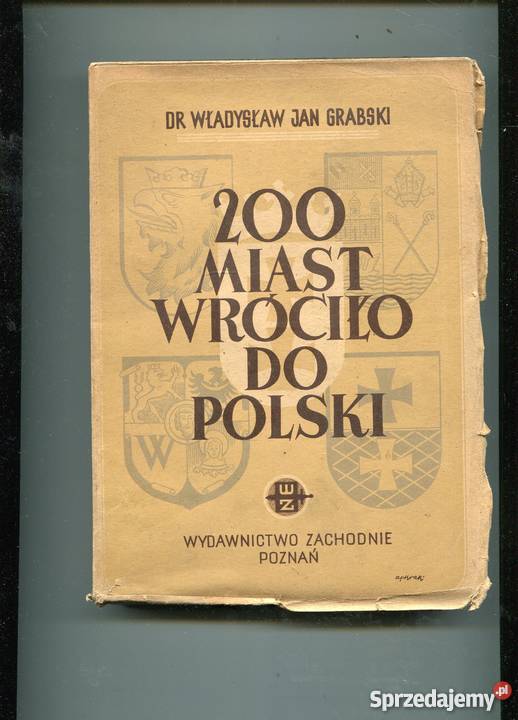 DR WŁADYSŁAW JAN GRABSKI
200
MIAST
WRÓCIŁO
DO
POLSKI
W
WYDAWNICTWO ZACHODNIE
POZNAŃ
Sprzedajemy.pl